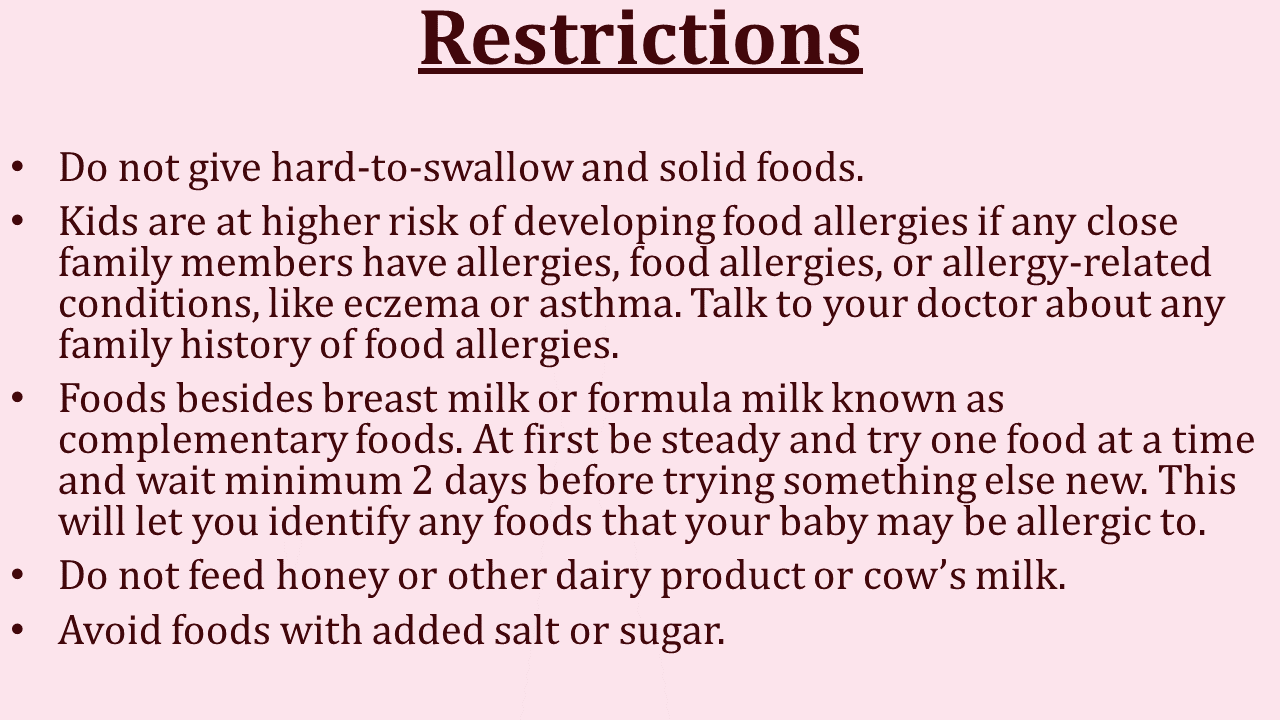 Restrictions
• Do not give hard-to-swallow and solid foods.
• Kids are at higher risk of developing food allergies if any close
family members have allergies, food allergies, or allergy-related
conditions, like eczema or asthma. Talk to your doctor about any
family history of food allergies.
• Foods besides breast milk or formula milk known as
complementary foods. At first be steady and try one food at a time
and wait minimum 2 days before trying something else new. This
will let you identify any foods that your baby may be allergic to.
• Do not feed honey or other dairy product or cow’s milk.
• Avoid foods with added salt or sugar.